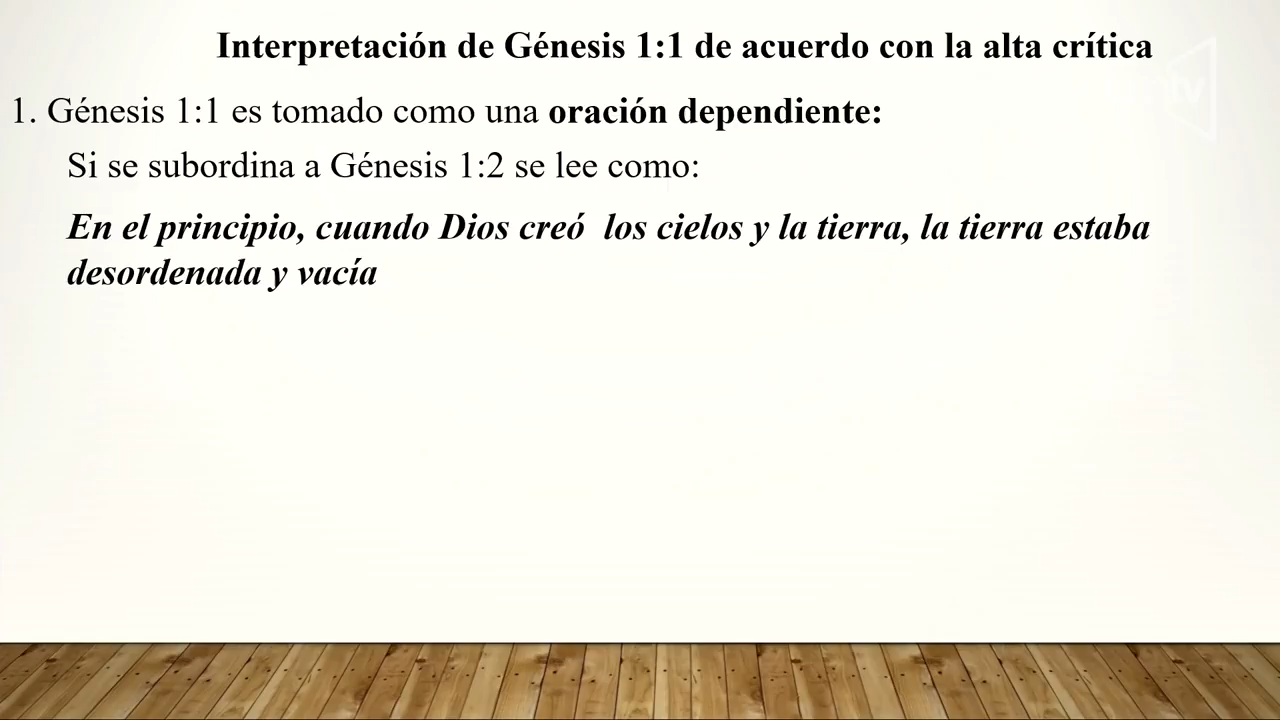 Interpretación de Génesis 1:1 de acuerdo con la alta crítica
1. Génesis 1:1 es tomado como una oración dependiente:
Si se subordina a Génesis 1:2 se lee como:
En el principio, cuando Dios creó  los cielos y la tierra, la tierra estaba
desordenada y vacía